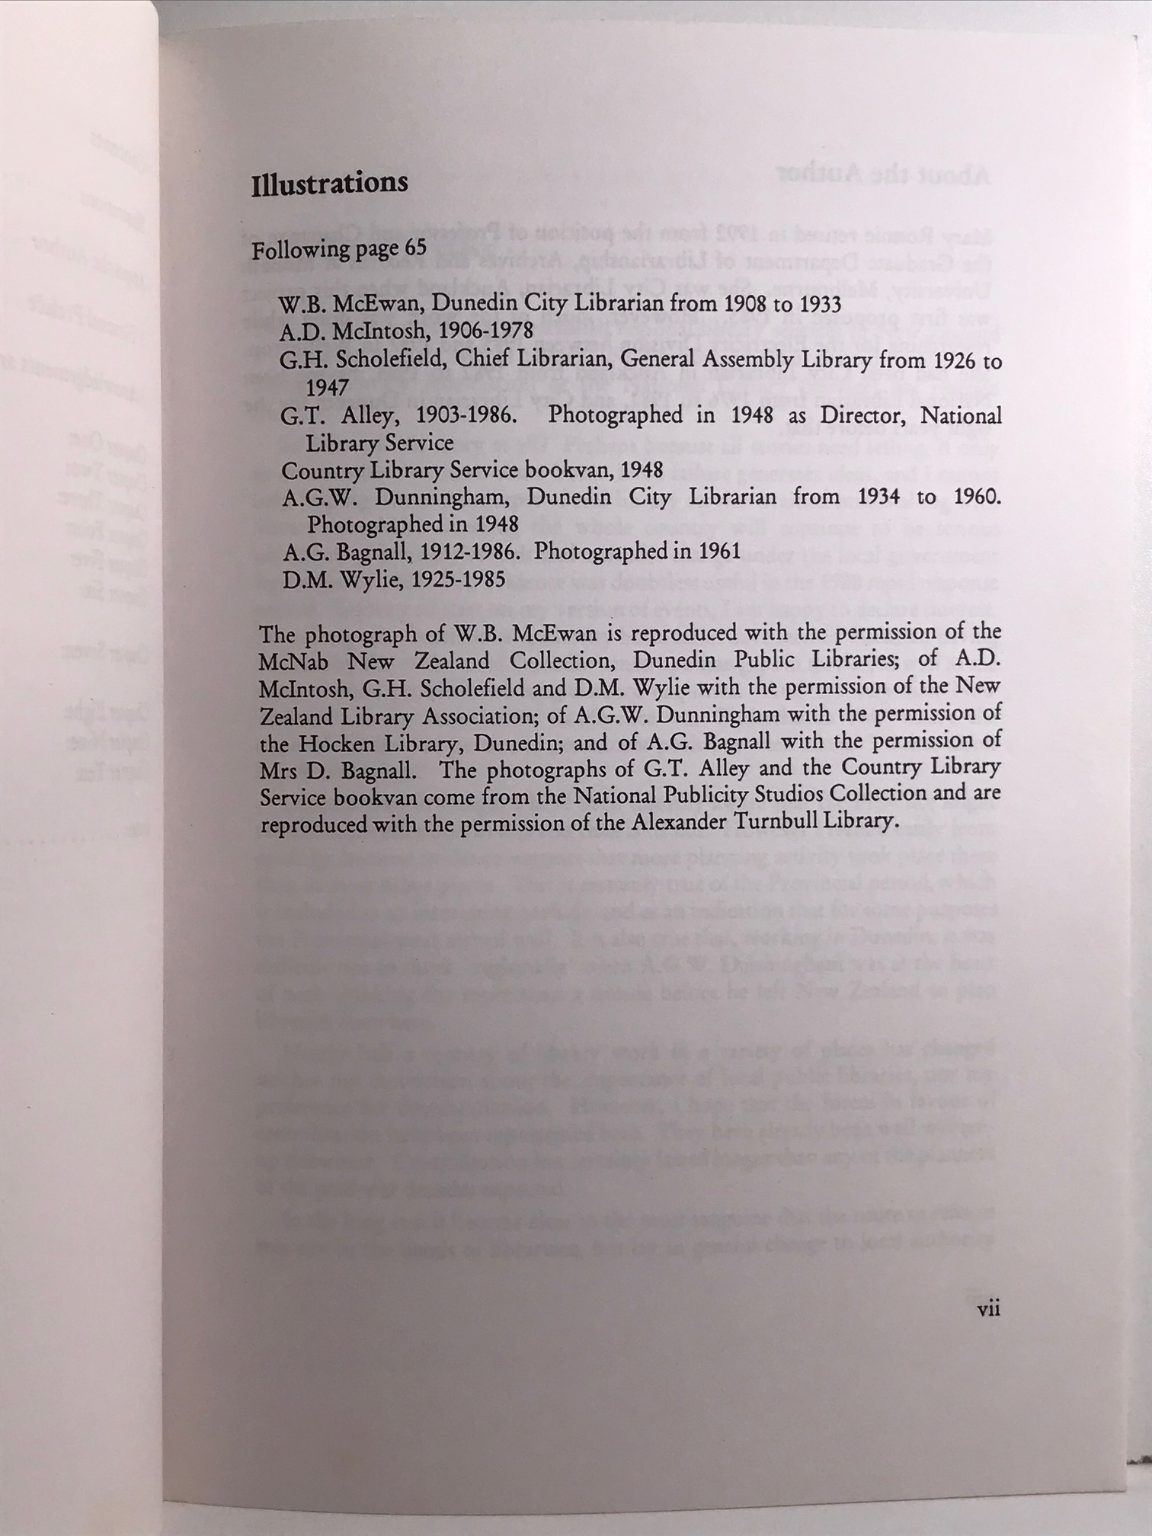 Illustrations
Following page 65
W.B. McEwan, Dunedin City Librarian from 1908 to 1933
A.D. McIntosh, 1906-1978
G.H. Scholefield, Chief Librarian, General Assembly Library from 1926 to
1947
G.T. Alley, 1903-1986. Photographed in 1948 as Director, National
Library Service
Country Library Service bookvan, 1948
A.G.W. Dunningham, Dunedin City Librarian from 1934 to 1960.
Photographed in 1948
A.G. Bagnall, 1912-1986. Photographed in 1961
D.M. Wylie, 1925-1985
The photograph of W.B. McEwan is reproduced with the permission of the
McNab New Zealand Collection, Dunedin Public Libraries; of A.D.
McIntosh, G.H. Scholefield and D.M. Wylie with the permission of the New
Zealand Library Association; of A.G.W. Dunningham with the permission of
the Hocken Library, Dunedin; and of A.G. Bagnall with the permission of
Mrs D. Bagnall. The photographs of G.T. Alley and the Country Library
Service bookvan come from the National Publicity Studios Collection and are
reproduced with the permission of the Alexander Turnbull Library.
vii